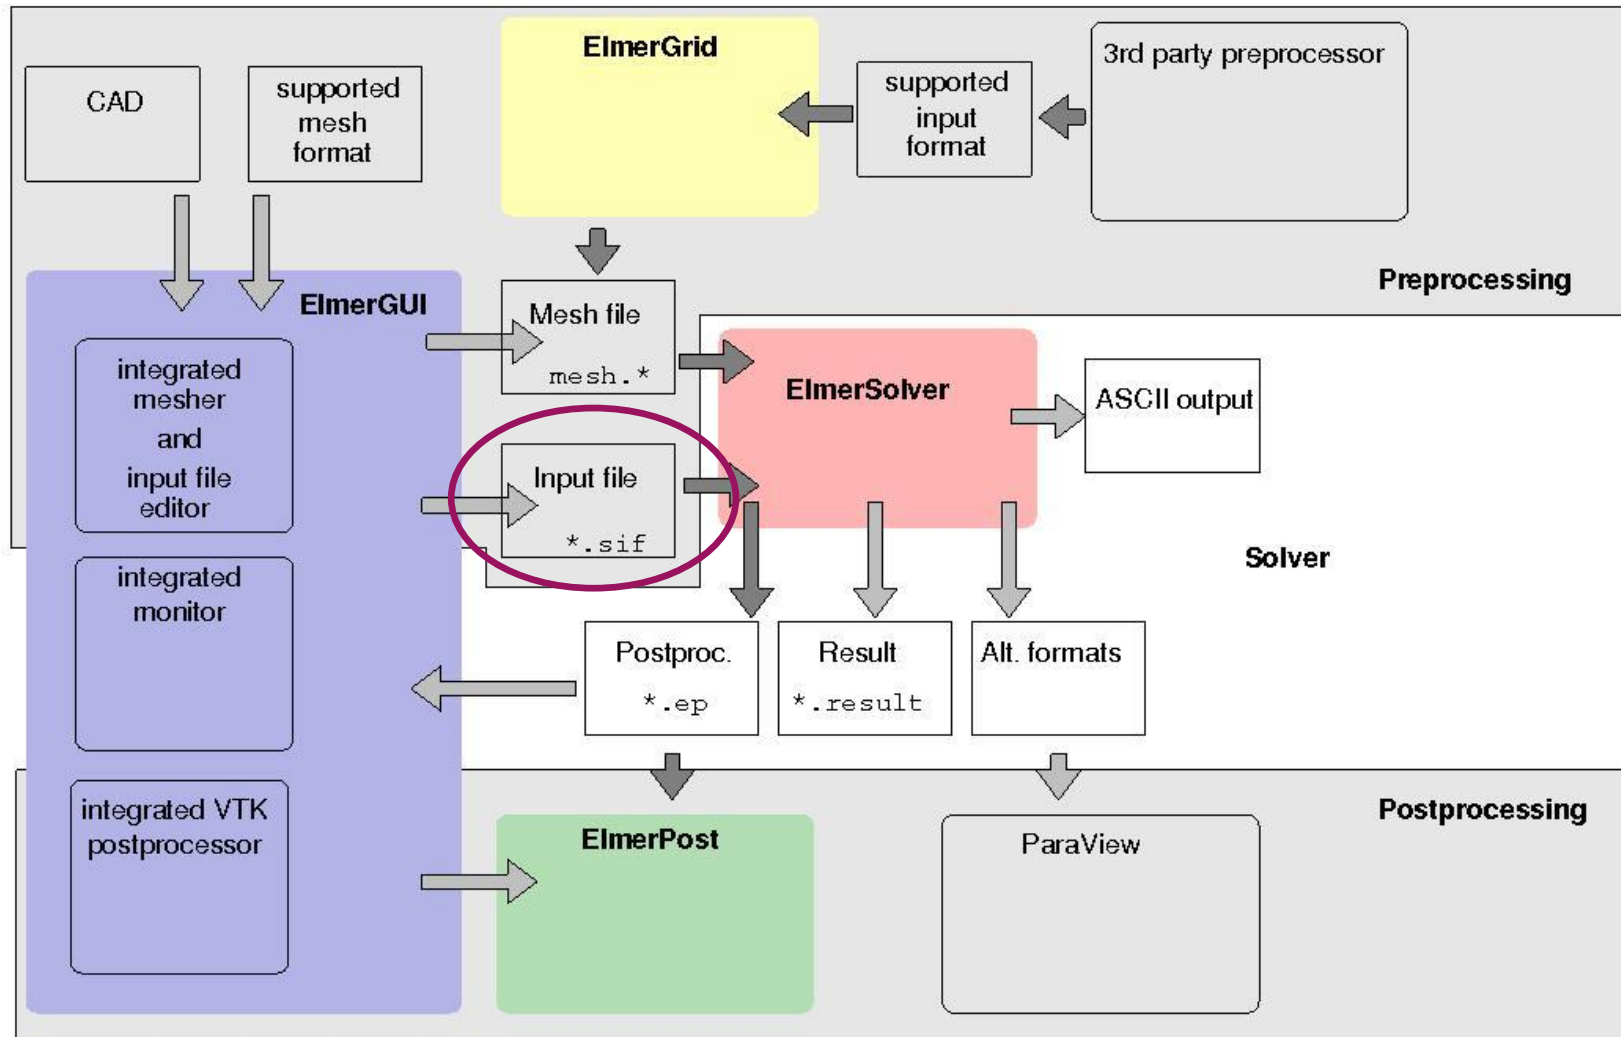 ElmerGrid
3rd party preprocessor
CAD
supported
mesh
format
supported
input
format
Preprocessing
ElmerGUI
Mesh file
mesh.*
integrated
mesher
and
input file
editor
ElmerSolver
ASCII output
Input file
*.sif
Solver
integrated
monitor
Postproc.
*.ep
Result
*.result
Alt. formats
Postprocessing
integrated VTK
postprocessor
ElmerPost
ParaView